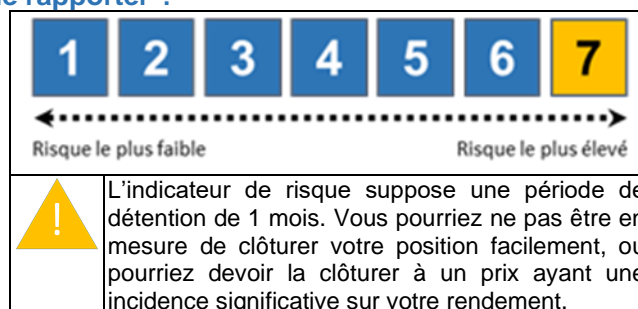 rapporter" ?
1 2 3 4 5 6 7
Risque le plus faible Risque le plus élevé
!
L'indicateur de risque suppose une période de
détention de 1 mois. Vous pourriez ne pas être en
mesure de clôturer votre position facilement, ou
pourriez devoir la clôturer à un prix ayant une
incidence significative sur votre rendement.